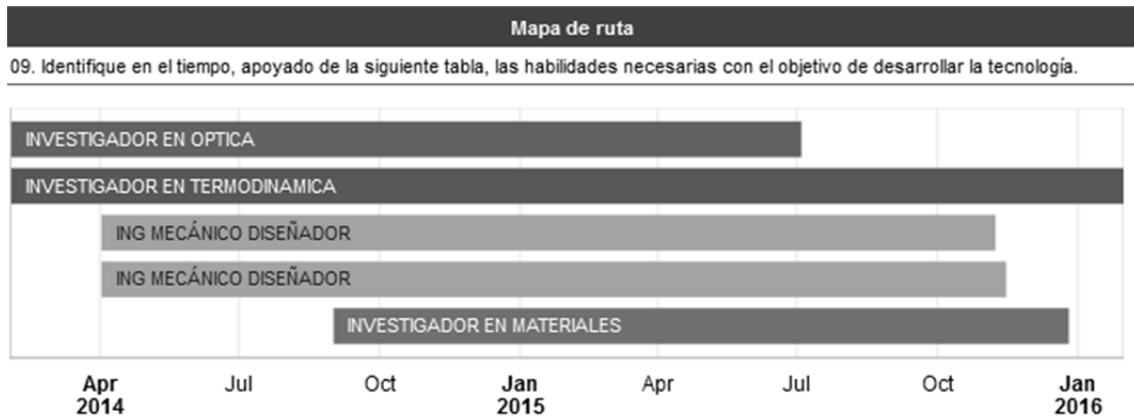 Mapa de ruta
09. Identifique en el tiempo, apoyado de la siguiente tabla, las habilidades necesarias con el objetivo de desarrollar la tecnología.
INVESTIGADOR EN OPTICA
INVESTIGADOR EN TERMODINAMICA
ING MECÁNICO DISEÑADOR
ING MECÁNICO DISEÑADOR
INVESTIGADOR EN MATERIALES
Apr Jul Oct Jan Apr Jul Oct Jan
2014 2015 2016